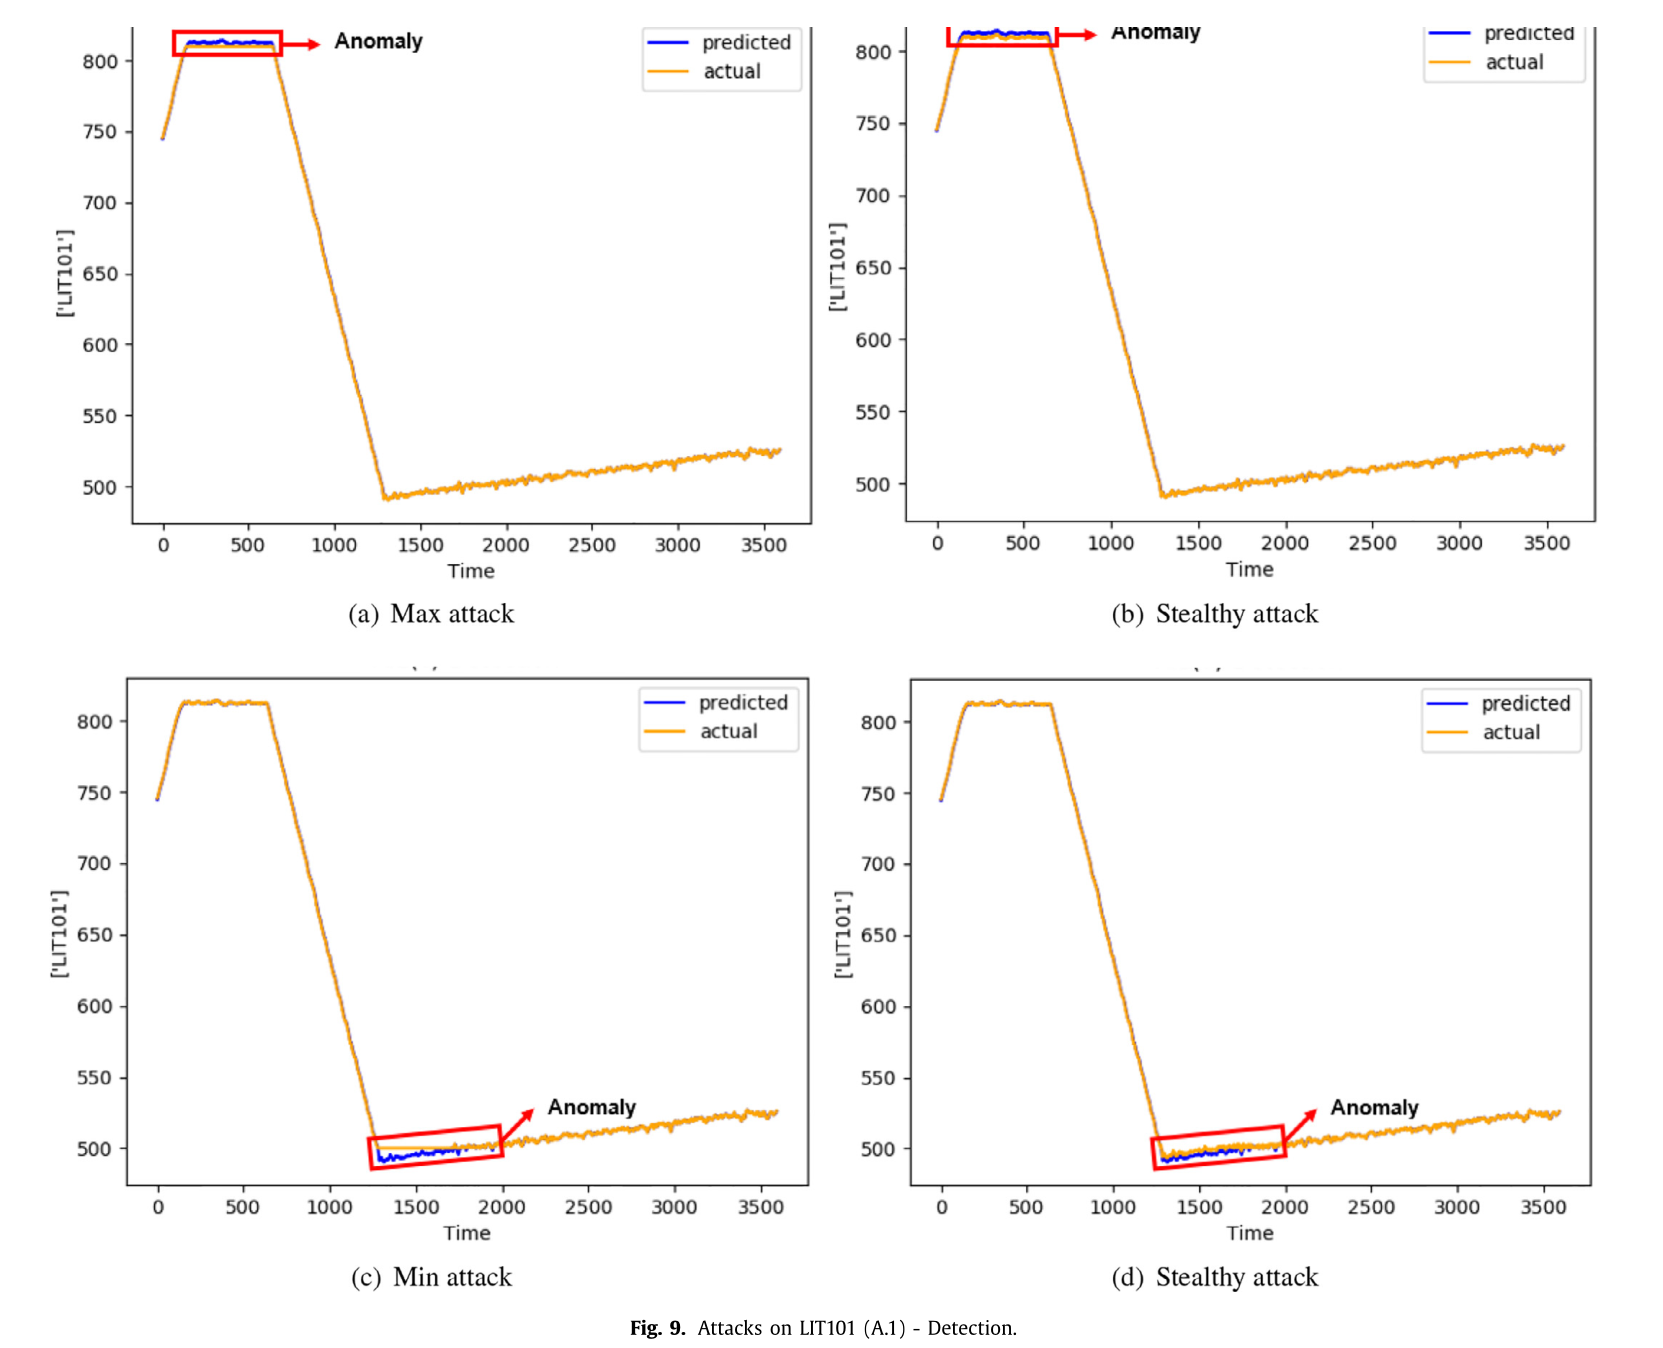 Anomaly
predicted
actual
800
750
700
650
600
550
500
['LIT101']
0 500 1000 1500 2000 2500 3000 3500
Time
(a) Max attack
Anomaly
predicted
actual
800
750
700
650
600
550
500
['LIT101']
0 500 1000 1500 2000 2500 3000 3500
Time
(b) Stealthy attack
predicted
actual
800
750
700
650
600
550
500
['LIT101']
Anomaly
0 500 1000 1500 2000 2500 3000 3500
Time
(c) Min attack
predicted
actual
800
750
700
650
600
550
500
['LIT101']
Anomaly
0 500 1000 1500 2000 2500 3000 3500
Time
(d) Stealthy attack
Fig. 9. Attacks on LIT101 (A.1) - Detection.